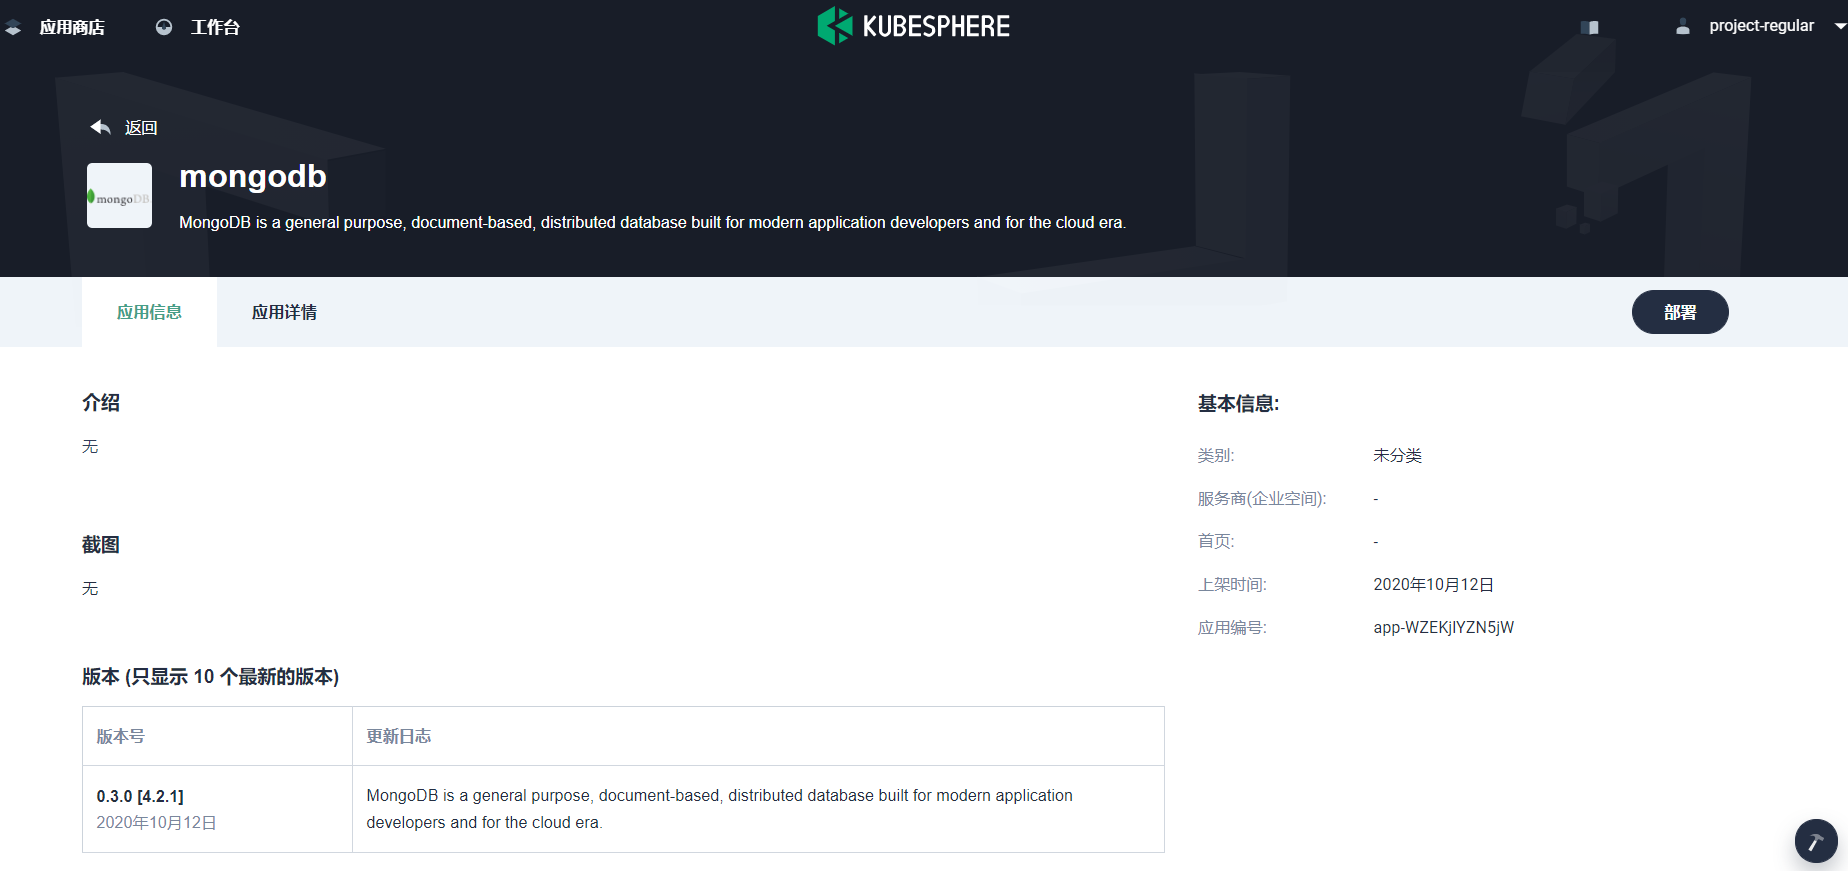 应用商店
工作台
KUBESPHERE
project-regular
返回
mongoDB
mongodb
MongoDB is a general purpose, document-based, distributed database built for modern application developers and for the cloud era.
应用信息
应用详情
部署
介绍
无
截图
无
版本 (只显示 10 个最新的版本)
版本号
更新日志
0.3.0 [4.2.1]
2020年10月12日
MongoDB is a general purpose, document-based, distributed database built for modern application
developers and for the cloud era.
基本信息:
类别:
未分类
服务商(企业空间):
-
首页:
-
上架时间:
2020年10月12日
应用编号:
app-WZEKjlYZN5jW